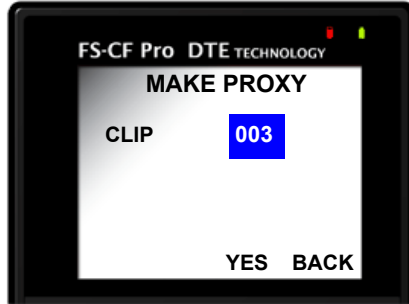 FS-CF Pro DTE TECHNOLOGY
MAKE PROXY
CLIP 003
YES BACK